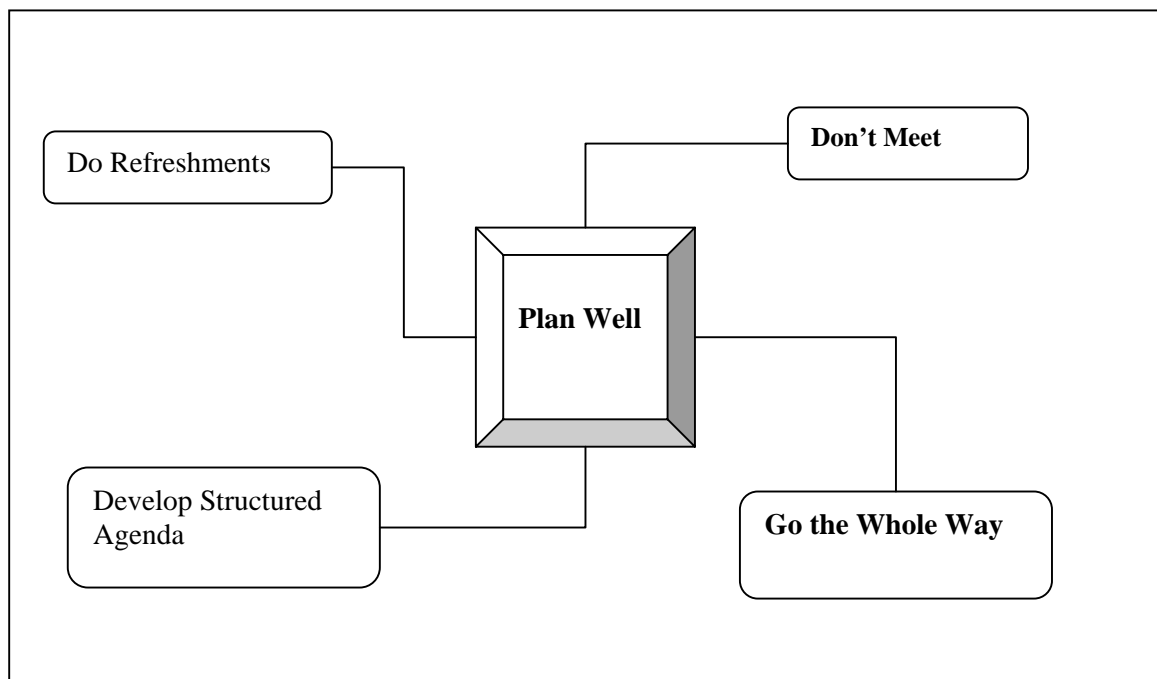 Don’t Meet
Do Refreshments
Plan Well
Develop Structured
Agenda
Go the Whole Way